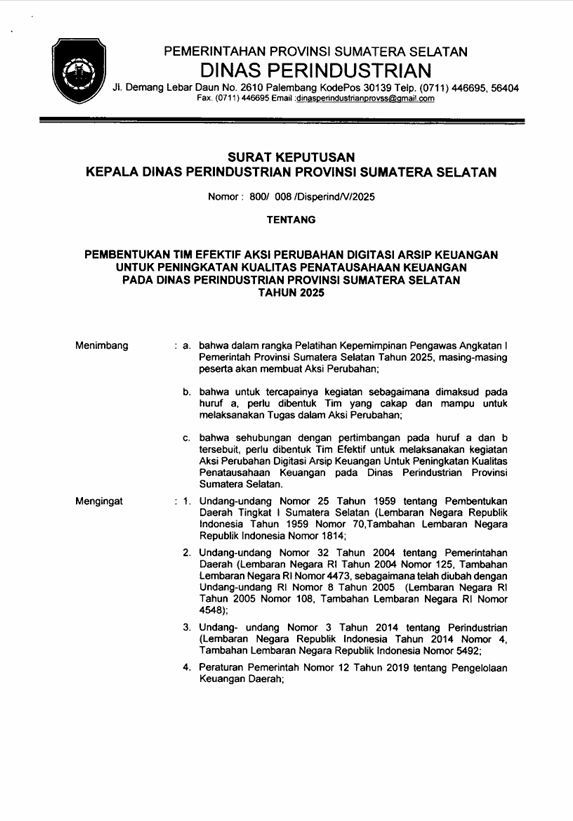 PEMERINTAHAN PROVINSI SUMATERA SELATAN
DINAS PERINDUSTRIAN
Jl. Demang Lebar Daun No. 2610 Palembang KodePos 30139 Telp. (0711) 446695, 56404
Fax. (0711) 446695 Email :dinasperindustrianprovss@gmail.com
SURAT KEPUTUSAN
KEPALA DINAS PERINDUSTRIAN PROVINSI SUMATERA SELATAN
Nomor : 800/ 008 /Disperind/V/2025
TENTANG
PEMBENTUKAN TIM EFEKTIF AKSI PERUBAHAN DIGITASI ARSIP KEUANGAN
UNTUK PENINGKATAN KUALITAS PENATAUSAHAAN KEUANGAN
PADA DINAS PERINDUSTRIAN PROVINSI SUMATERA SELATAN
TAHUN 2025
Menimbang : a. bahwa dalam rangka Pelatihan Kepemimpinan Pengawas Angkatan I
Pemerintah Provinsi Sumatera Selatan Tahun 2025, masing-masing
peserta akan membuat Aksi Perubahan;
b. bahwa untuk tercapainya kegiatan sebagaimana dimaksud pada
huruf a, perlu dibentuk Tim yang cakap dan mampu untuk
melaksanakan Tugas dalam Aksi Perubahan;
c. bahwa sehubungan dengan pertimbangan pada huruf a dan b
tersebuit, perlu dibentuk Tim Efektif untuk melaksanakan kegiatan
Aksi Perubahan Digitasi Arsip Keuangan Untuk Peningkatan Kualitas
Penatausahaan Keuangan pada Dinas Perindustrian Provinsi
Sumatera Selatan.
Mengingat : 1. Undang-undang Nomor 25 Tahun 1959 tentang Pembentukan
Daerah Tingkat I Sumatera Selatan (Lembaran Negara Republik
Indonesia Tahun 1959 Nomor 70,Tambahan Lembaran Negara
Republik Indonesia Nomor 1814;
2. Undang-undang Nomor 32 Tahun 2004 tentang Pemerintahan
Daerah (Lembaran Negara RI Tahun 2004 Nomor 125, Tambahan
Lembaran Negara RI Nomor 4473, sebagaimana telah diubah dengan
Undang-undang RI Nomor 8 Tahun 2005 (Lembaran Negara RI
Tahun 2005 Nomor 108, Tambahan Lembaran Negara RI Nomor
4548);
3. Undang- undang Nomor 3 Tahun 2014 tentang Perindustrian
(Lembaran Negara Republik Indonesia Tahun 2014 Nomor 4,
Tambahan Lembaran Negara Republik Indonesia Nomor 5492;
4. Peraturan Pemerintah Nomor 12 Tahun 2019 tentang Pengelolaan
Keuangan Daerah;